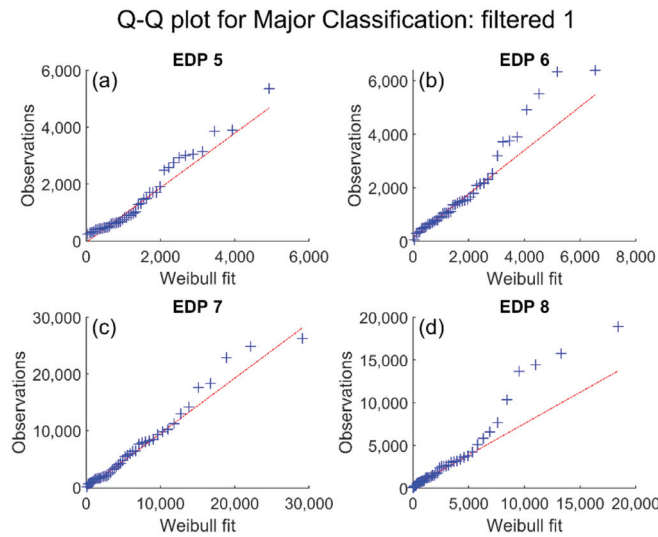 Q-Q plot for Major Classification: filtered 1
(a)
EDP 5
6,000
4,000
2,000
0
Observations
0
2,000
4,000
6,000
Weibull fit
(b)
EDP 6
6,000
4,000
2,000
0
Observations
0
2,000
4,000
6,000
8,000
Weibull fit
(c)
EDP 7
30,000
20,000
10,000
0
Observations
0
10,000
20,000
30,000
Weibull fit
(d)
EDP 8
20,000
15,000
10,000
5,000
0
Observations
0
5,000
10,000
15,000
20,000
Weibull fit